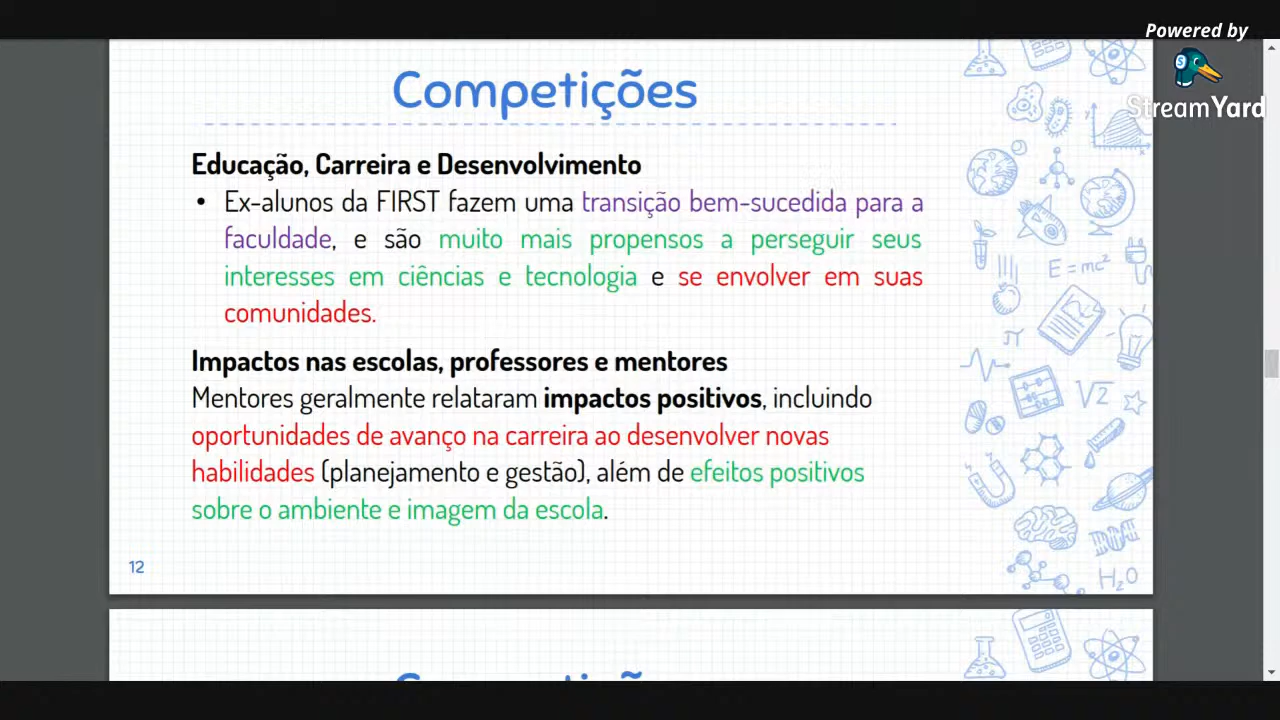 Powered by
StreamYard
Competições
Educação, Carreira e Desenvolvimento
• Ex-alunos da FIRST fazem uma transição bem-sucedida para a
faculdade, e são muito mais propensos a perseguir seus
interesses em ciências e tecnologia e se envolver em suas
comunidades.
Impactos nas escolas, professores e mentores
Mentores geralmente relataram impactos positivos, incluindo
oportunidades de avanço na carreira ao desenvolver novas
habilidades (planejamento e gestão), além de efeitos positivos
sobre o ambiente e imagem da escola.
12
E=mc²
π
√2
H₂O